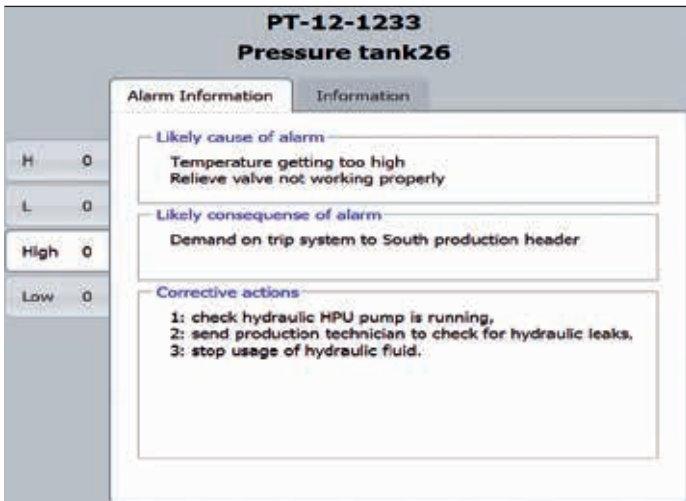 PT-12-1233
Pressure tank26
Alarm Information
Information
H 0
L 0
High 0
Low 0
Likely cause of alarm
Temperature getting too high
Relieve valve not working properly
Likely consequense of alarm
Demand on trip system to South production header
Corrective actions
1: check hydraulic HPU pump is running,
2: send production technician to check for hydraulic leaks,
3: stop usage of hydraulic fluid.